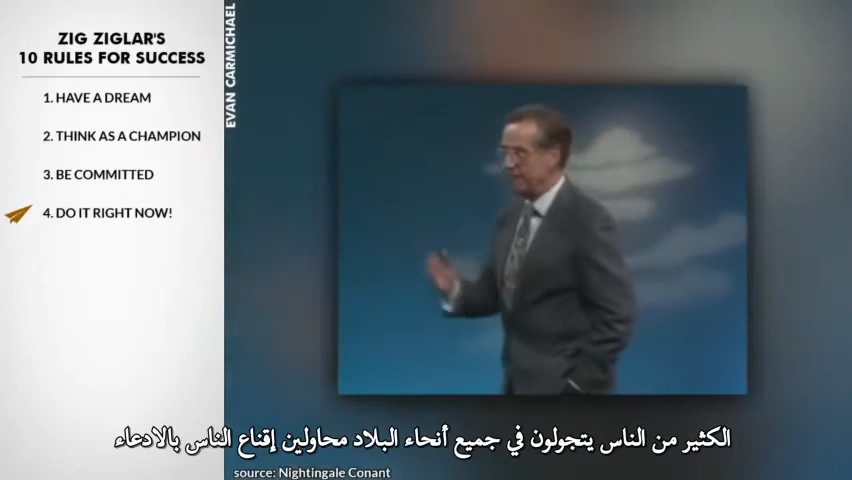 ZIG ZIGLAR'S
10 RULES FOR SUCCESS
1. HAVE A DREAM
2. THINK AS A CHAMPION
3. BE COMMITTED
4. DO IT RIGHT NOW!
EVAN CARMICHAEL
الكثير من الناس يتجولون في جميع أنحاء البلاد محاولين إقناع الناس بالادعاء
source: Nightingale Conant